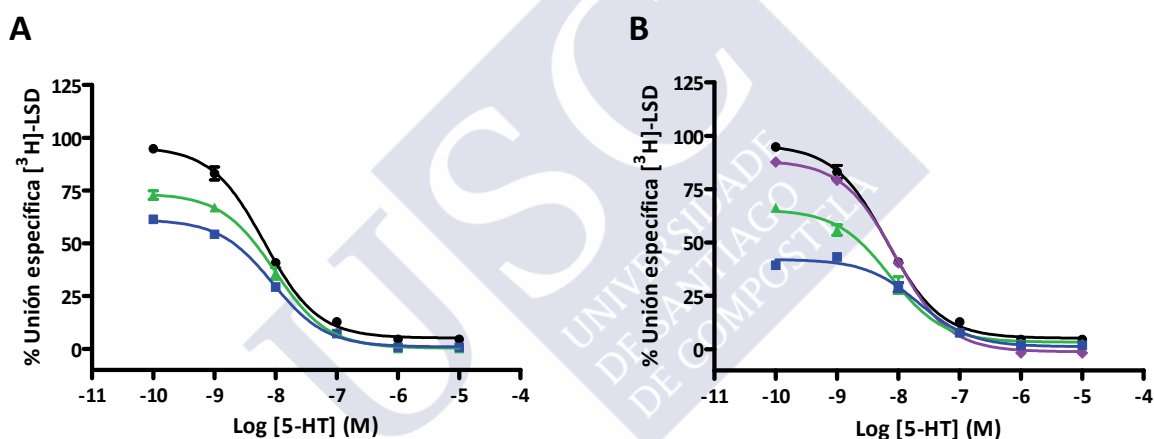 A
% Unión específica [³H]-LSD
125
100
75
50
25
0
-11 -10 -9 -8 -7 -6 -5 -4
Log [5-HT] (M)
B
% Unión específica [³H]-LSD
125
100
75
50
25
0
-11 -10 -9 -8 -7 -6 -5 -4
Log [5-HT] (M)
USC
UNIVERSIDADE
DE SANTIAGO
DE COMPOSTELA